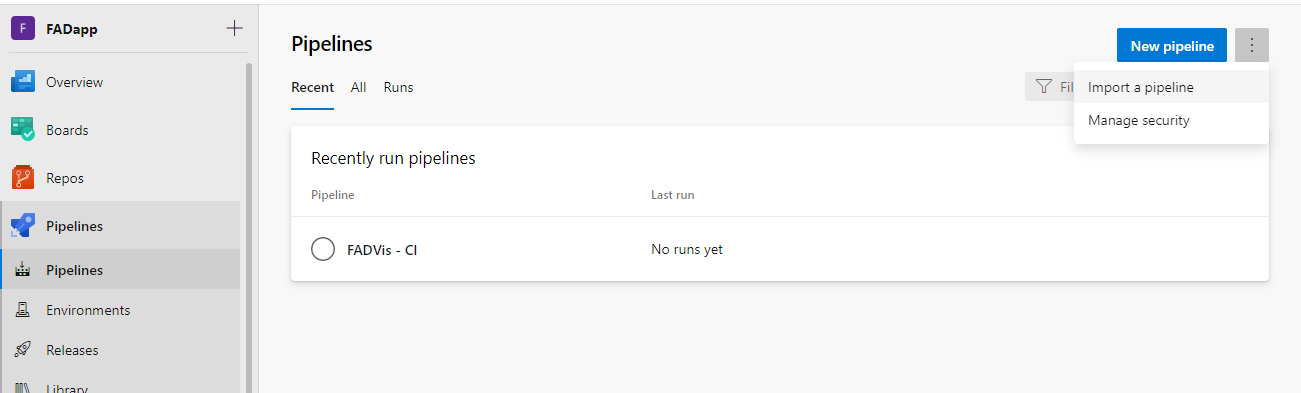 F FADapp
Overview
Boards
Repos
Pipelines
Pipelines
Environments
Releases
Library
Pipelines
New pipeline
Recent All Runs
Fil
Import a pipeline
Manage security
Recently run pipelines
Pipeline Last run
FADVis - CI No runs yet